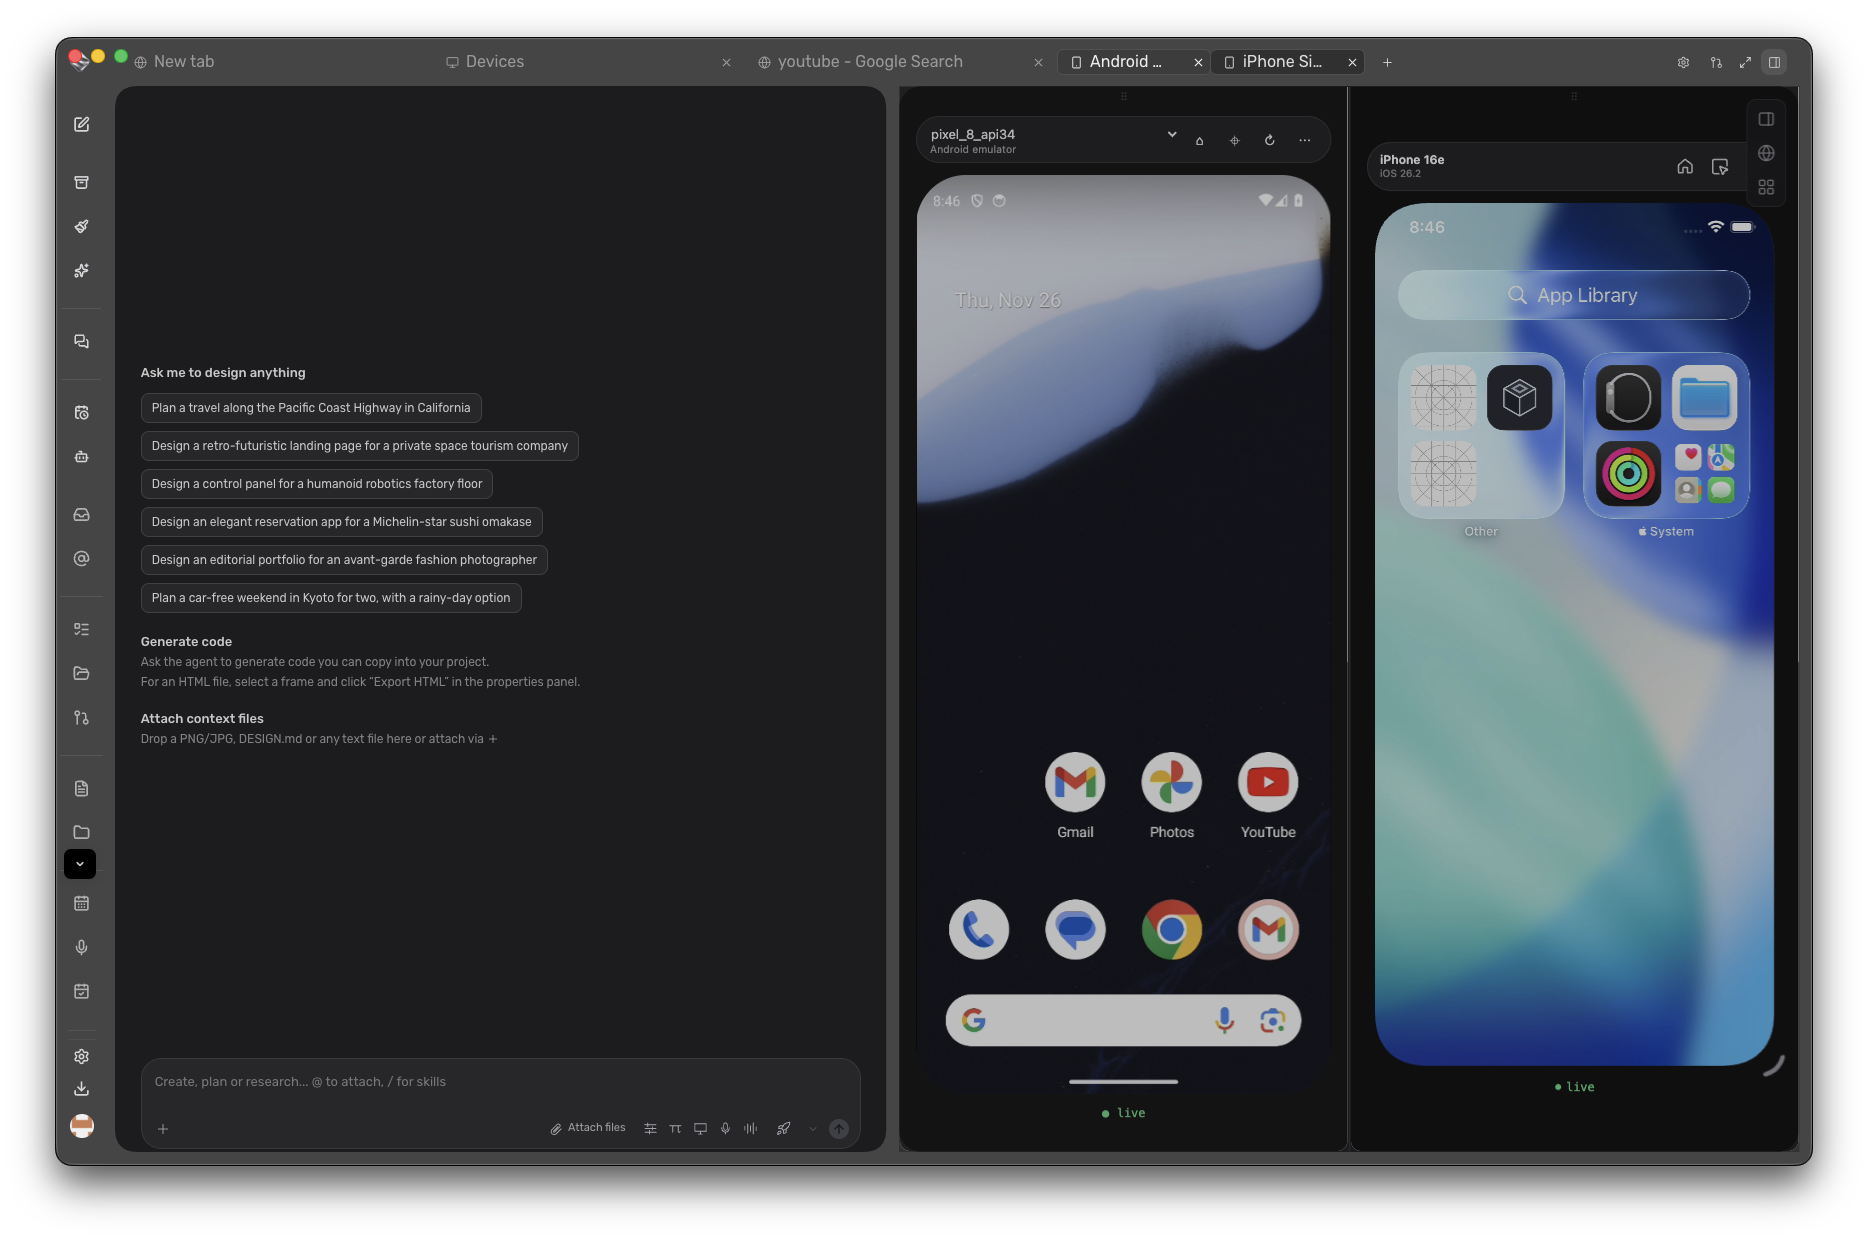 New tab
Devices
youtube - Google Search
Android ...
iPhone Si...
Ask me to design anything
Plan a travel along the Pacific Coast Highway in California
Design a retro-futuristic landing page for a private space tourism company
Design a control panel for a humanoid robotics factory floor
Design an elegant reservation app for a Michelin-star sushi omakase
Design an editorial portfolio for an avant-garde fashion photographer
Plan a car-free weekend in Kyoto for two, with a rainy-day option
Generate code
Ask the agent to generate code you can copy into your project.
For an HTML file, select a frame and click “Export HTML” in the properties panel.
Attach context files
Drop a PNG/JPG, DESIGN.md or any text file here or attach via +
Create, plan or research... @ to attach, / for skills
Attach files
pixel_8_api34
Android emulator
8:46
Thu, Nov 26
Gmail
Photos
YouTube
live
iPhone 16e
iOS 26.2
8:46
App Library
Other
System
live